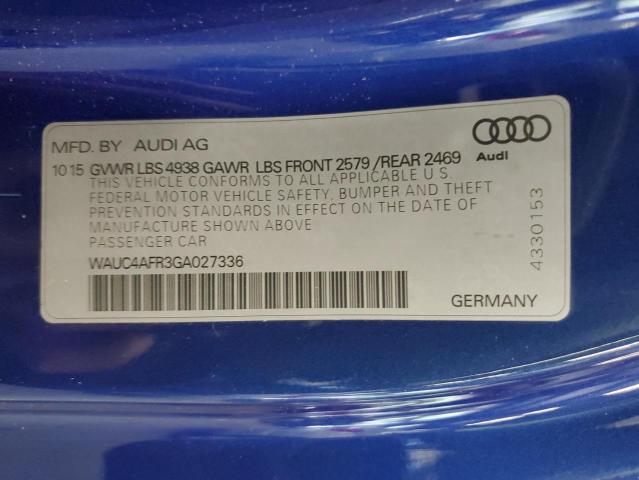 MFD. BY AUDI AG
10 15 GVWR LBS 4938 GAWR LBS FRONT 2579 /REAR 2469
Audi
THIS VEHICLE CONFORMS TO ALL APPLICABLE U.S.
FEDERAL MOTOR VEHICLE SAFETY, BUMPER AND THEFT
PREVENTION STANDARDS IN EFFECT ON THE DATE OF
MANUFACTURE SHOWN ABOVE
PASSENGER CAR
WAUC4AFR3GA027336
4330153
GERMANY